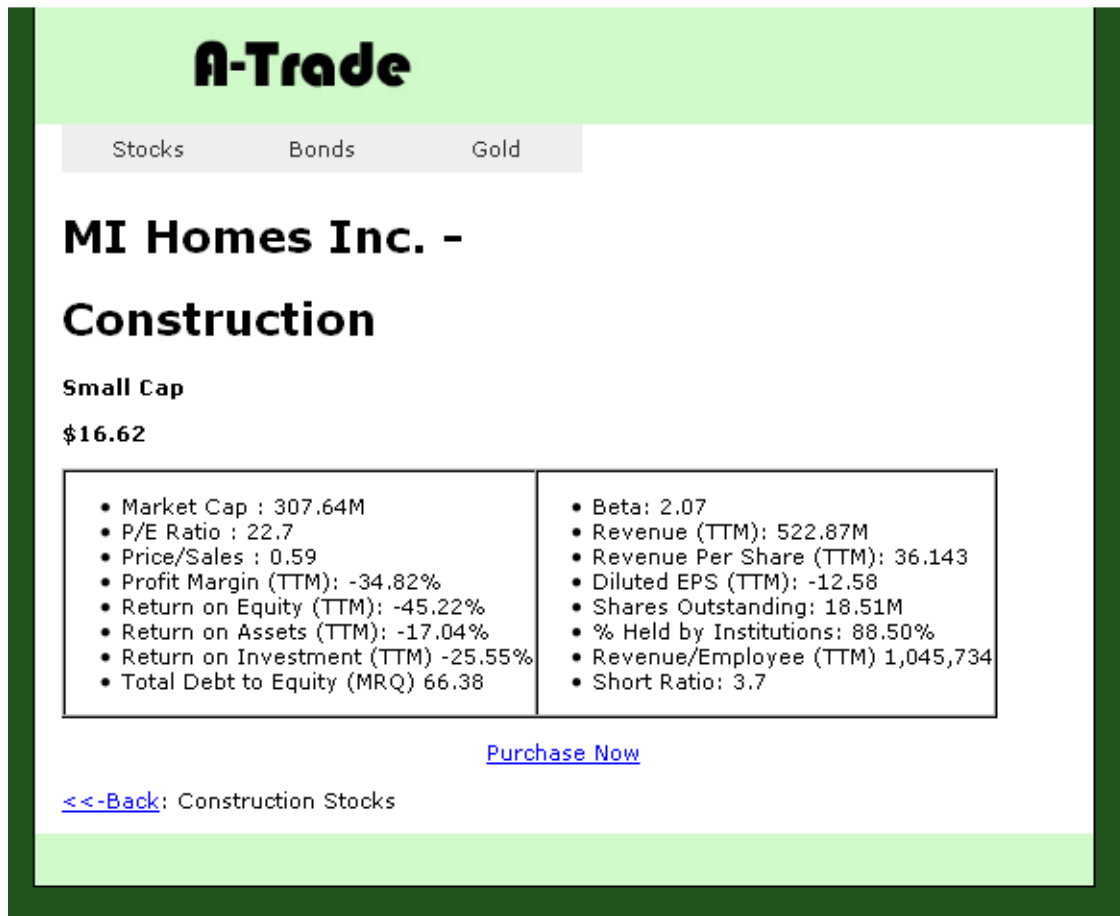 A-Trade
Stocks Bonds Gold
MI Homes Inc. -
Construction
Small Cap
$16.62
• Market Cap : 307.64M
• P/E Ratio : 22.7
• Price/Sales : 0.59
• Profit Margin (TTM): -34.82%
• Return on Equity (TTM): -45.22%
• Return on Assets (TTM): -17.04%
• Return on Investment (TTM) -25.55%
• Total Debt to Equity (MRQ) 66.38
• Beta: 2.07
• Revenue (TTM): 522.87M
• Revenue Per Share (TTM): 36.143
• Diluted EPS (TTM): -12.58
• Shares Outstanding: 18.51M
• % Held by Institutions: 88.50%
• Revenue/Employee (TTM) 1,045,734
• Short Ratio: 3.7
Purchase Now
<<-Back: Construction Stocks